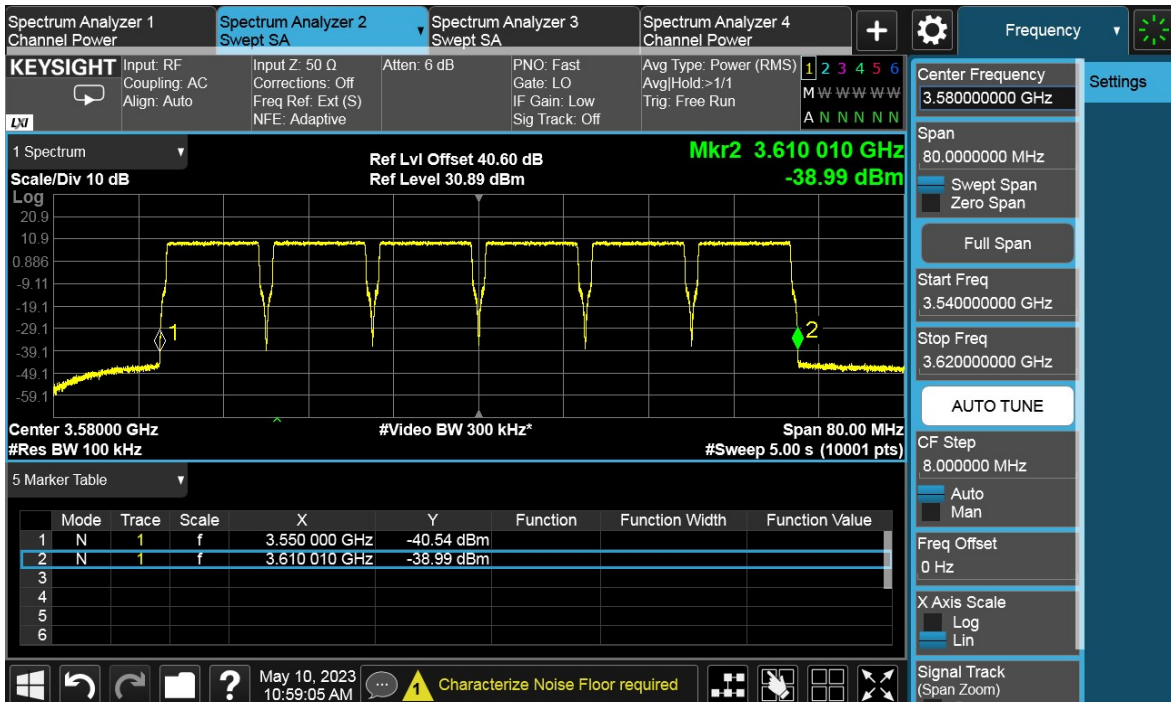 Spectrum Analyzer 1
Channel Power
Spectrum Analyzer 2
Swept SA
Spectrum Analyzer 3
Swept SA
Spectrum Analyzer 4
Channel Power
+
Frequency
KEYSIGHT
LXI
Input: RF
Coupling: AC
Align: Auto
Input Z: 50 Ω
Corrections: Off
Freq Ref: Ext (S)
NFE: Adaptive
Atten: 6 dB
PNO: Fast
Gate: LO
IF Gain: Low
Sig Track: Off
Avg Type: Power (RMS)
Avg|Hold:>1/1
Trig: Free Run
1 2 3 4 5 6
M W W W W W
A N N N N N
1 Spectrum
Scale/Div 10 dB
Ref Lvl Offset 40.60 dB
Ref Level 30.89 dBm
Mkr2 3.610 010 GHz
-38.99 dBm
Log
20.9
10.9
0.886
-9.11
-19.1
-29.1
-39.1
-49.1
-59.1
1
2
Center 3.58000 GHz
#Res BW 100 kHz
#Video BW 300 kHz*
Span 80.00 MHz
#Sweep 5.00 s (10001 pts)
5 Marker Table
Mode Trace Scale X Y Function Function Width Function Value
1 N 1 f 3.550 000 GHz -40.54 dBm
2 N 1 f 3.610 010 GHz -38.99 dBm
3
4
5
6
?
May 10, 2023
10:59:05 AM
1
Characterize Noise Floor required
Center Frequency
3.580000000 GHz
Settings
Span
80.0000000 MHz
Swept Span
Zero Span
Full Span
Start Freq
3.540000000 GHz
Stop Freq
3.620000000 GHz
AUTO TUNE
CF Step
8.000000 MHz
Auto
Man
Freq Offset
0 Hz
X Axis Scale
Log
Lin
Signal Track
(Span Zoom)